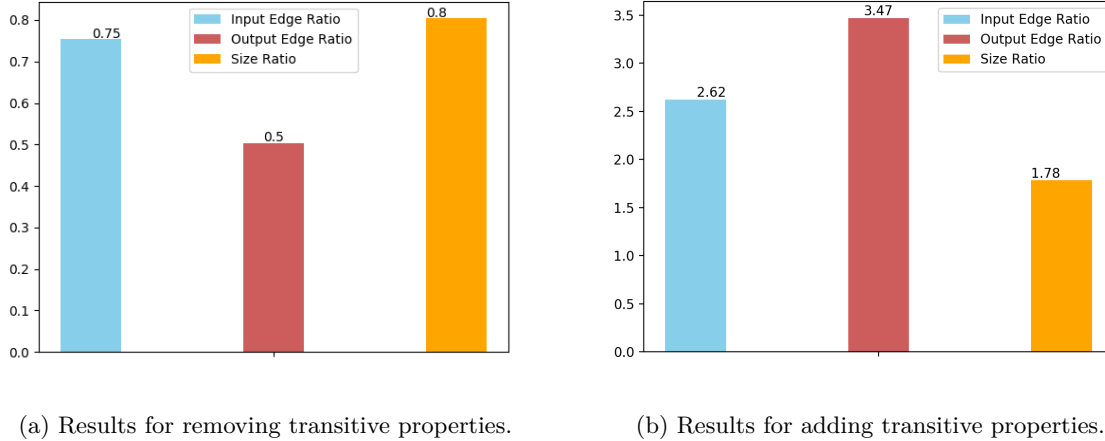 0.8
0.7
0.6
0.5
0.4
0.3
0.2
0.1
0.0
0.75
0.5
0.8
Input Edge Ratio
Output Edge Ratio
Size Ratio
(a) Results for removing transitive properties.
3.5
3.0
2.5
2.0
1.5
1.0
0.5
0.0
2.62
3.47
1.78
Input Edge Ratio
Output Edge Ratio
Size Ratio
(b) Results for adding transitive properties.